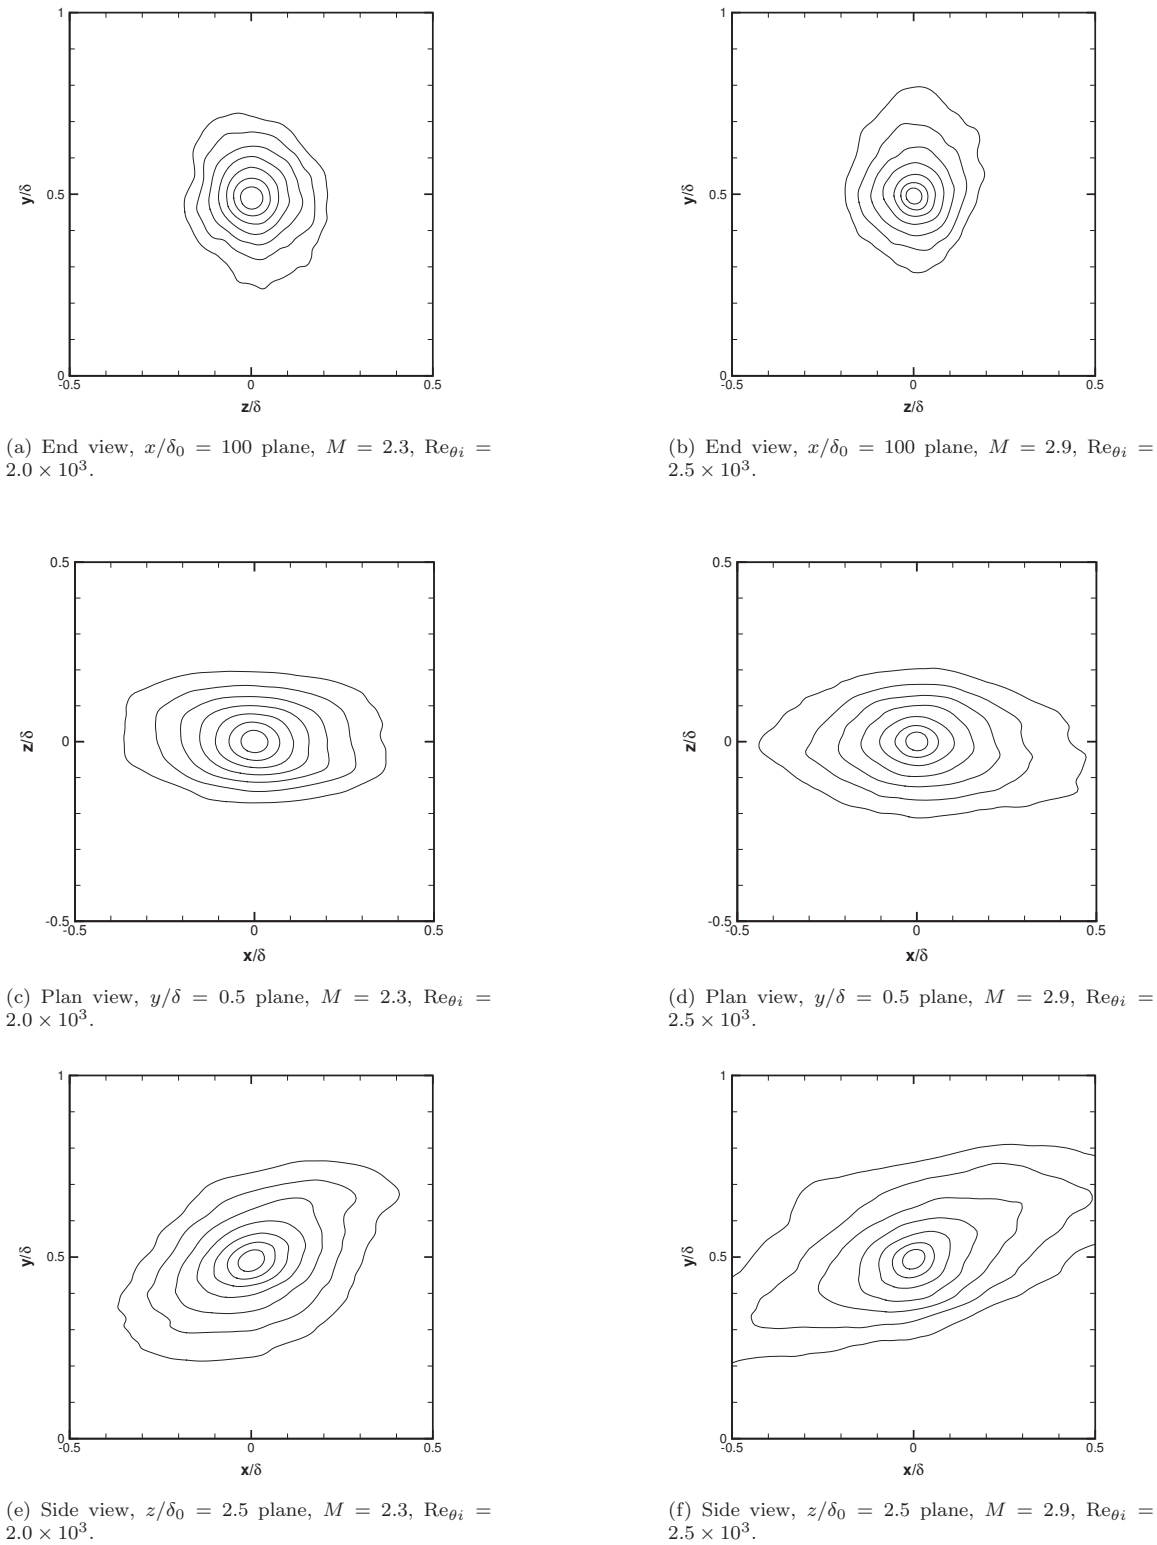 1
y/δ
0.5
0
-0.5
0
0.5
z/δ
1
y/δ
0.5
0
-0.5
0
0.5
z/δ
(a) End view, x/δ₀ = 100 plane, M = 2.3, Re_θi =
2.0 × 10³.
(b) End view, x/δ₀ = 100 plane, M = 2.9, Re_θi =
2.5 × 10³.
0.5
z/δ
0
-0.5
-0.5
0
0.5
x/δ
0.5
z/δ
0
-0.5
-0.5
0
0.5
x/δ
(c) Plan view, y/δ = 0.5 plane, M = 2.3, Re_θi =
2.0 × 10³.
(d) Plan view, y/δ = 0.5 plane, M = 2.9, Re_θi =
2.5 × 10³.
1
y/δ
0.5
0
-0.5
0
0.5
x/δ
1
y/δ
0.5
0
-0.5
0
0.5
x/δ
(e) Side view, z/δ₀ = 2.5 plane, M = 2.3, Re_θi =
2.0 × 10³.
(f) Side view, z/δ₀ = 2.5 plane, M = 2.9, Re_θi =
2.5 × 10³.